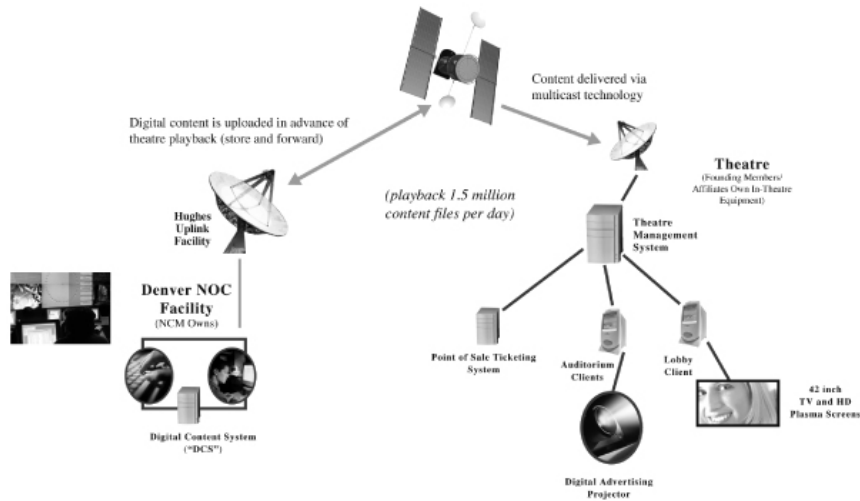 Content delivered via
multicast technology
Digital content is uploaded in advance of
theatre playback (store and forward)
Theatre
(Founding Members/
Affiliates Own In-Theatre
Equipment)
(playback 1.5 million
content files per day)
Hughes
Uplink
Facility
Theatre
Management
System
Denver NOC
Facility
(NCM Owns)
Point of Sale Ticketing
System
Auditorium
Clients
Lobby
Client
42 inch
TV and HD
Plasma Screens
Digital Content System
("DCS")
Digital Advertising
Projector